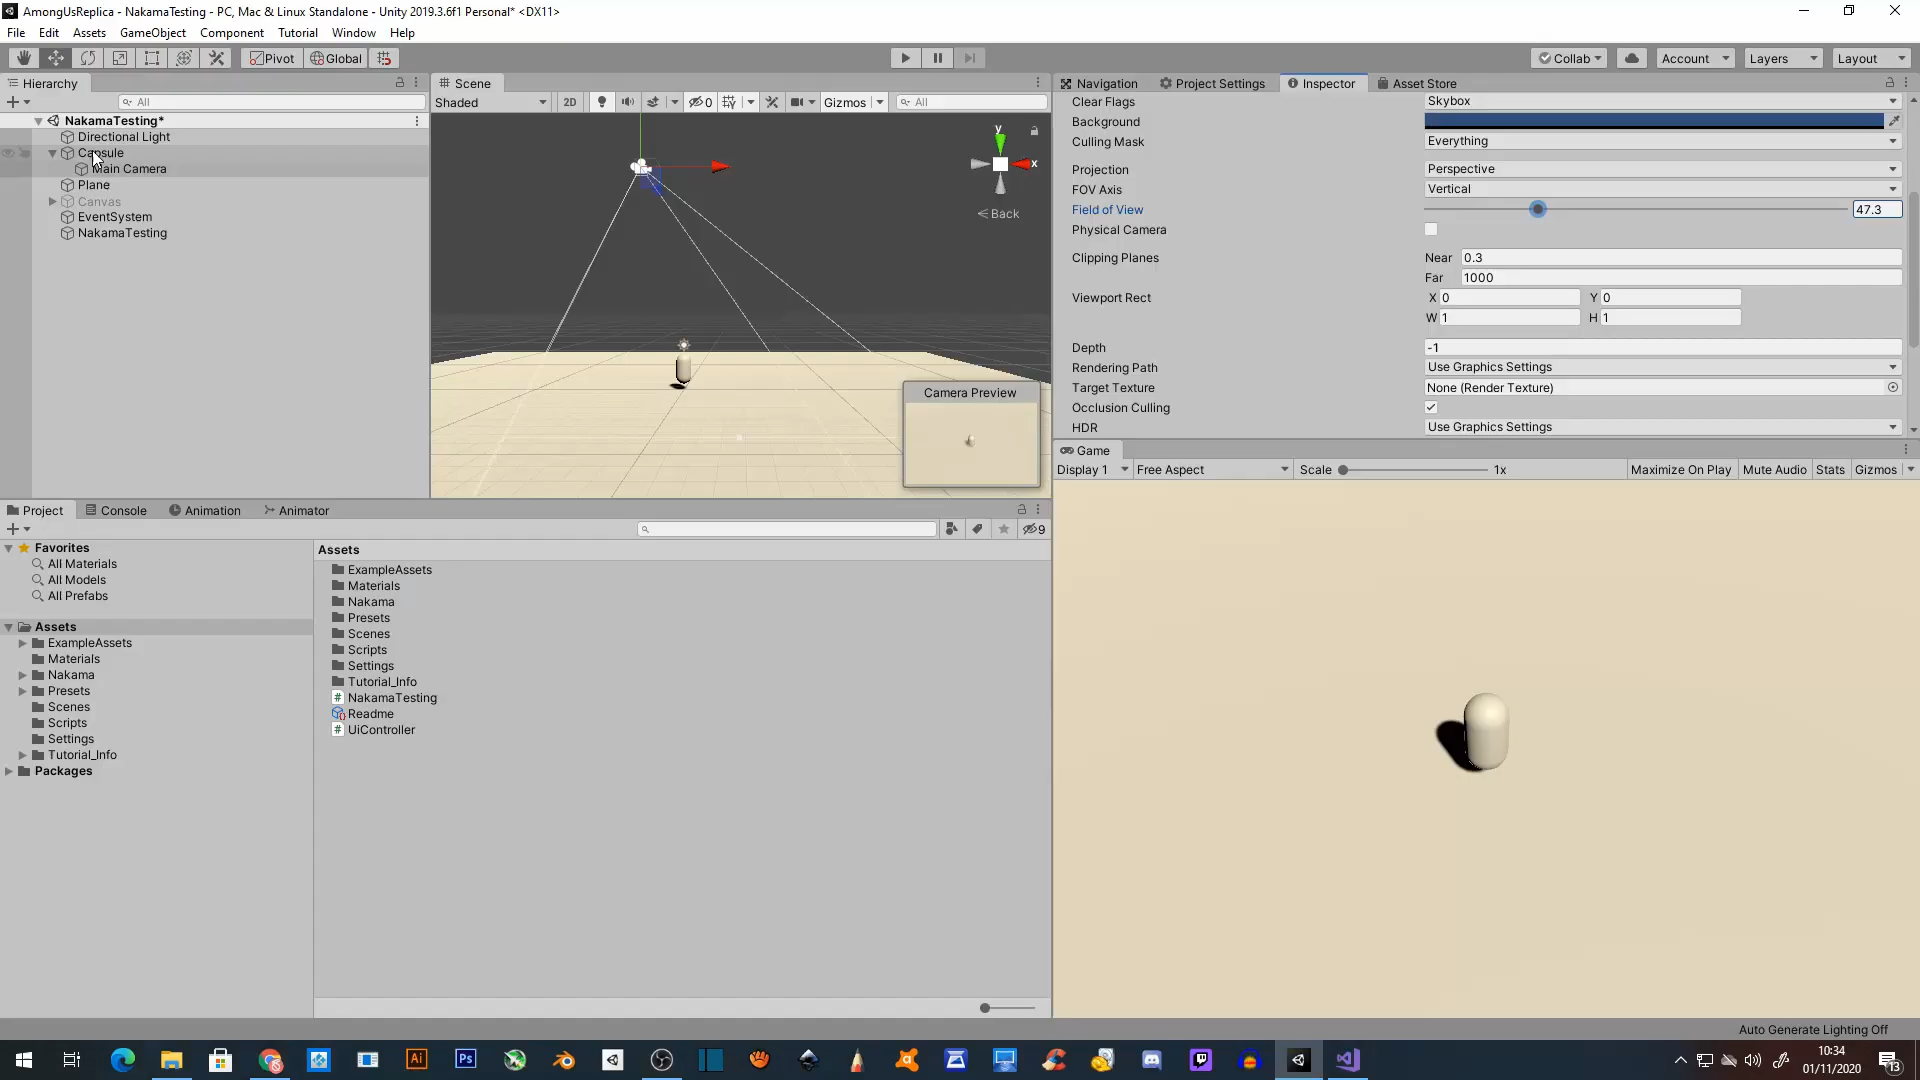 AmongUsReplica - NakamaTesting - PC, Mac & Linux Standalone - Unity 2019.3.6f1 Personal* <DX11>
File Edit Assets GameObject Component Tutorial Window Help
Pivot Global Collab Account Layers Layout
Hierarchy
All
NakamaTesting*
Directional Light
Capsule
Main Camera
Plane
Canvas
EventSystem
NakamaTesting
Scene
Shaded 2D 0 Gizmos All
y
x
Back
Camera Preview
Navigation Project Settings Inspector Asset Store
Clear Flags Skybox
Background
Culling Mask Everything
Projection Perspective
FOV Axis Vertical
Field of View 47.3
Physical Camera
Clipping Planes Near 0.3
Far 1000
Viewport Rect X 0 Y 0
W 1 H 1
Depth -1
Rendering Path Use Graphics Settings
Target Texture None (Render Texture)
Occlusion Culling
HDR Use Graphics Settings
Game
Display 1 Free Aspect Scale 1x Maximize On Play Mute Audio Stats Gizmos
Project Console Animation Animator
9
Favorites
All Materials
All Models
All Prefabs
Assets
ExampleAssets
Materials
Nakama
Presets
Scenes
Scripts
Settings
Tutorial_Info
Packages
Assets
ExampleAssets
Materials
Nakama
Presets
Scenes
Scripts
Settings
Tutorial_Info
NakamaTesting
Readme
UiController
Auto Generate Lighting Off
Ai Ps
10:34
01/11/2020
13